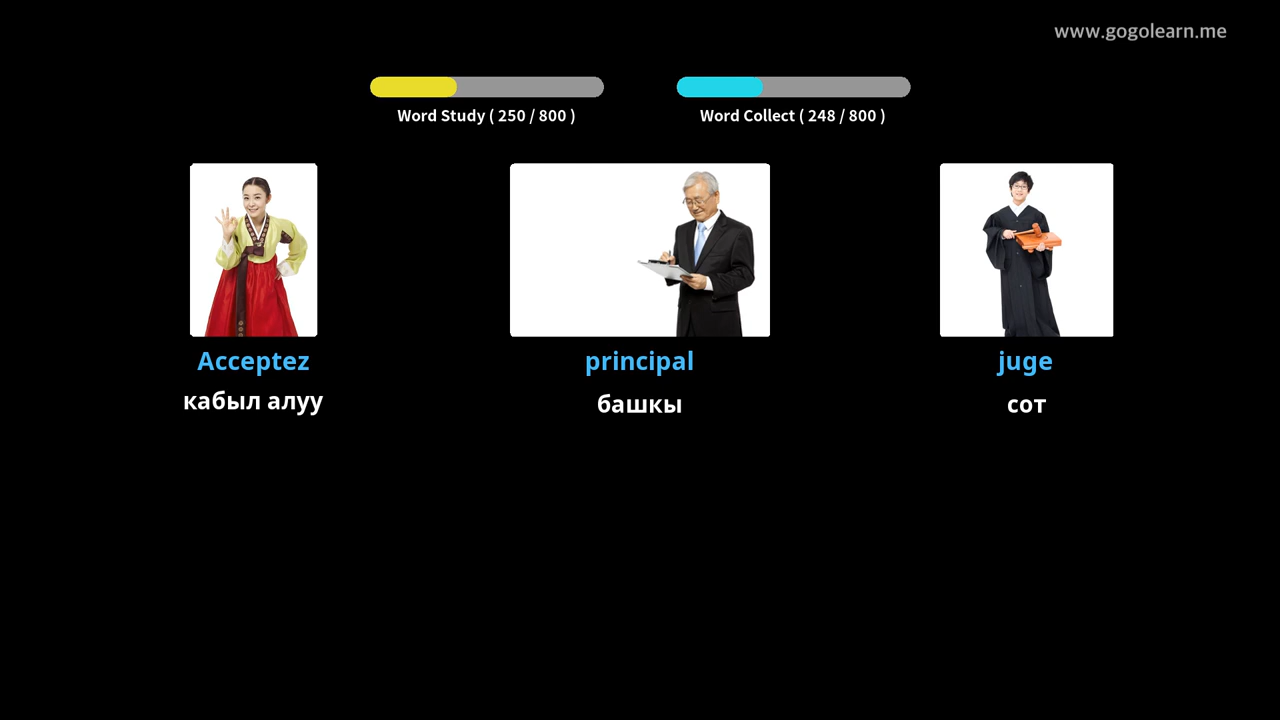 www.gogolearn.me
Word Study ( 250 / 800 )
Word Collect ( 248 / 800 )
Acceptez
кабыл алуу
principal
башкы
juge
сот